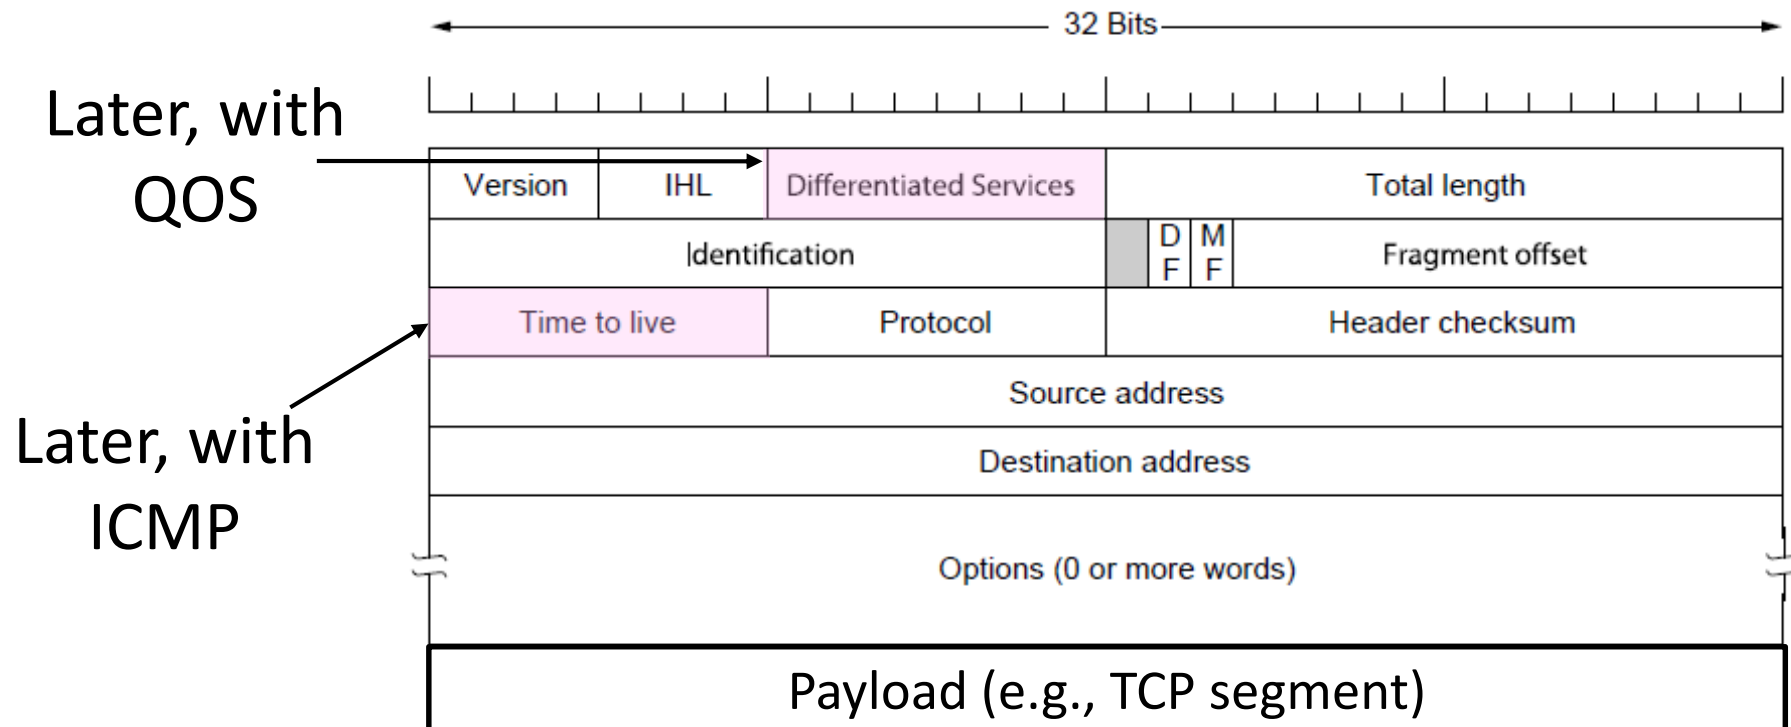 32 Bits
Later, with
QOS
Version IHL Differentiated Services Total length
Identification D M Fragment offset
F F
Time to live Protocol Header checksum
Source address
Later, with
ICMP
Destination address
Options (0 or more words)
Payload (e.g., TCP segment)